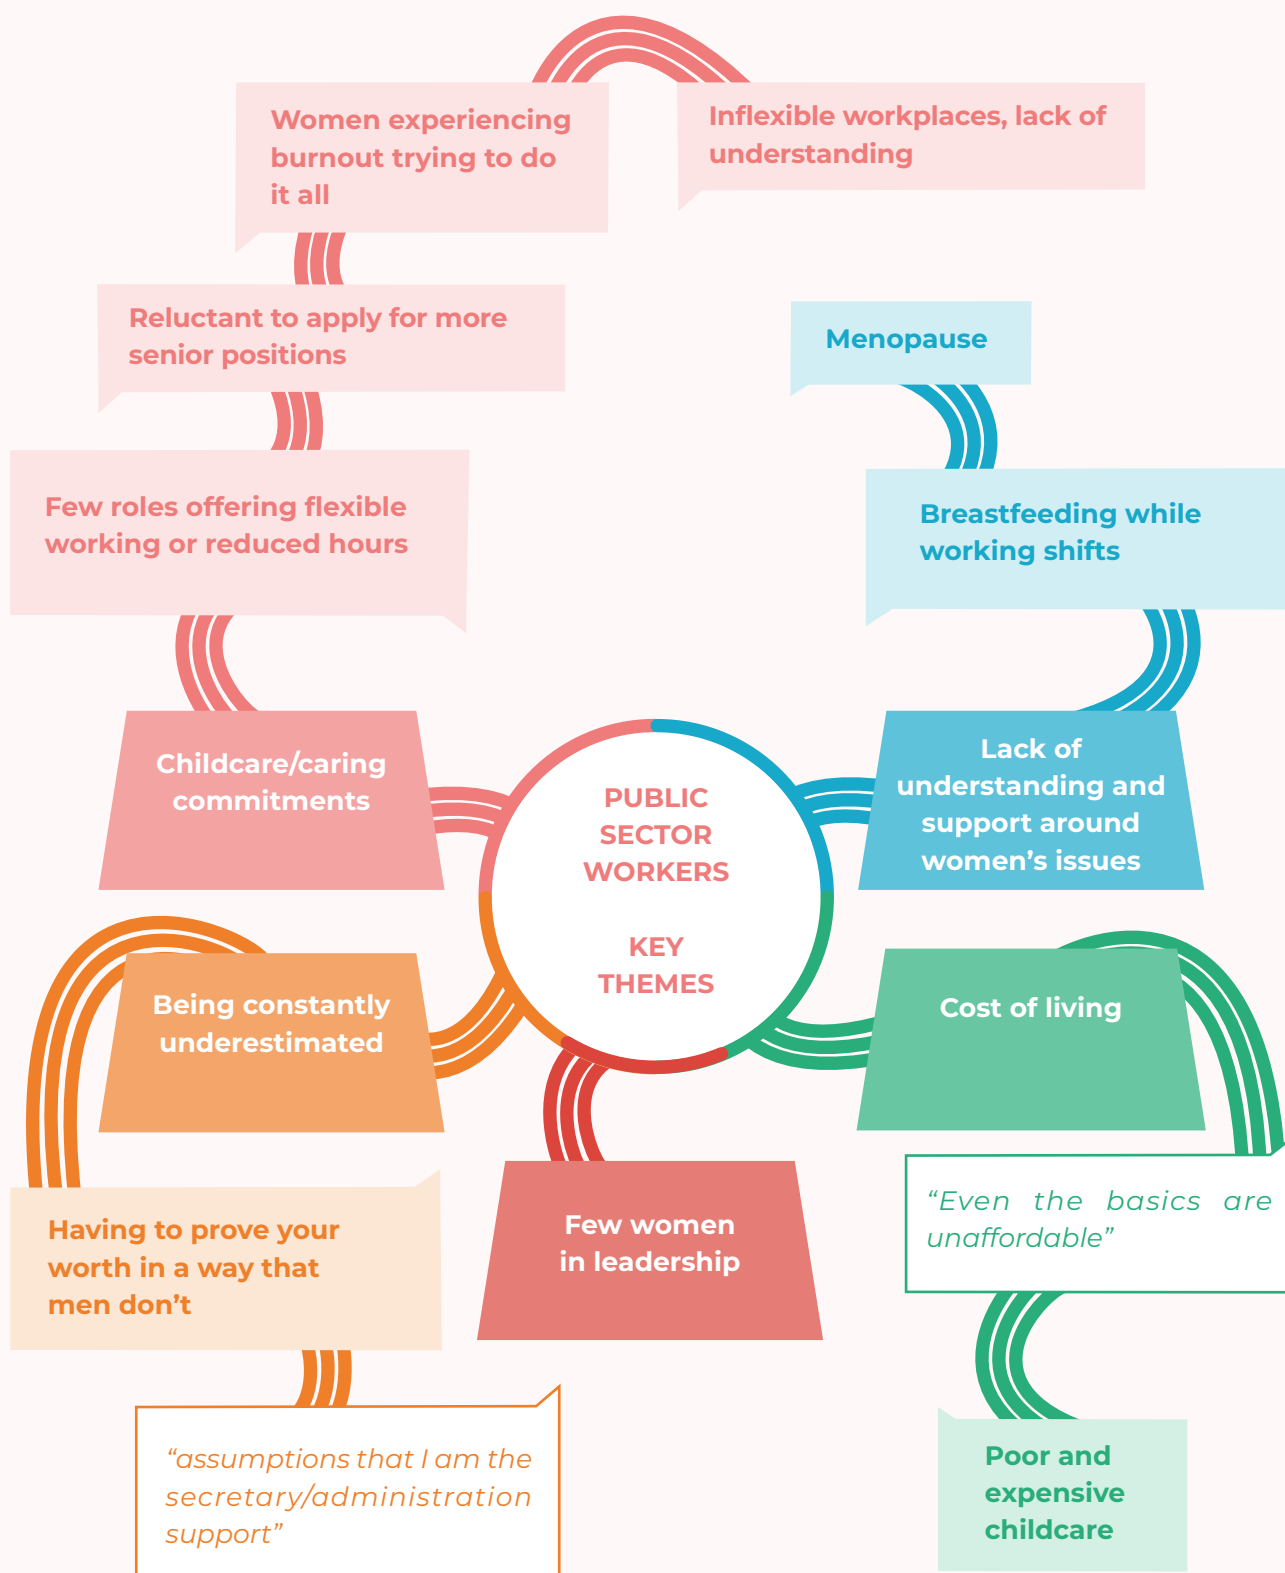 Women experiencing
burnout trying to do
it all
Inflexible workplaces, lack of
understanding
Reluctant to apply for more
senior positions
Menopause
Few roles offering flexible
working or reduced hours
Breastfeeding while
working shifts
Childcare/caring
commitments
PUBLIC
SECTOR
WORKERS
KEY
THEMES
Lack of
understanding and
support around
women’s issues
Being constantly
underestimated
Cost of living
Having to prove your
worth in a way that
men don’t
Few women
in leadership
“Even the basics are
unaffordable”
“assumptions that I am the
secretary/administration
support”
Poor and
expensive
childcare